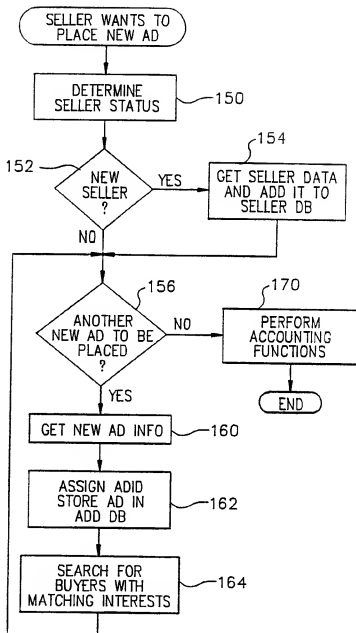 SELLER WANTS TO
PLACE NEW AD
DETERMINE
SELLER STATUS
150
152
NEW
SELLER
?
YES
NO
154
GET SELLER DATA
AND ADD IT TO
SELLER DB
156
ANOTHER
NEW AD TO BE
PLACED
?
NO
YES
170
PERFORM
ACCOUNTING
FUNCTIONS
END
GET NEW AD INFO
160
ASSIGN ADID
STORE AD IN
ADD DB
162
SEARCH FOR
BUYERS WITH
MATCHING INTERESTS
164